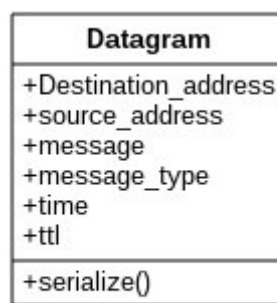 Datagram
+Destination_address
+source_address
+message
+message_type
+time
+ttl
+serialize()